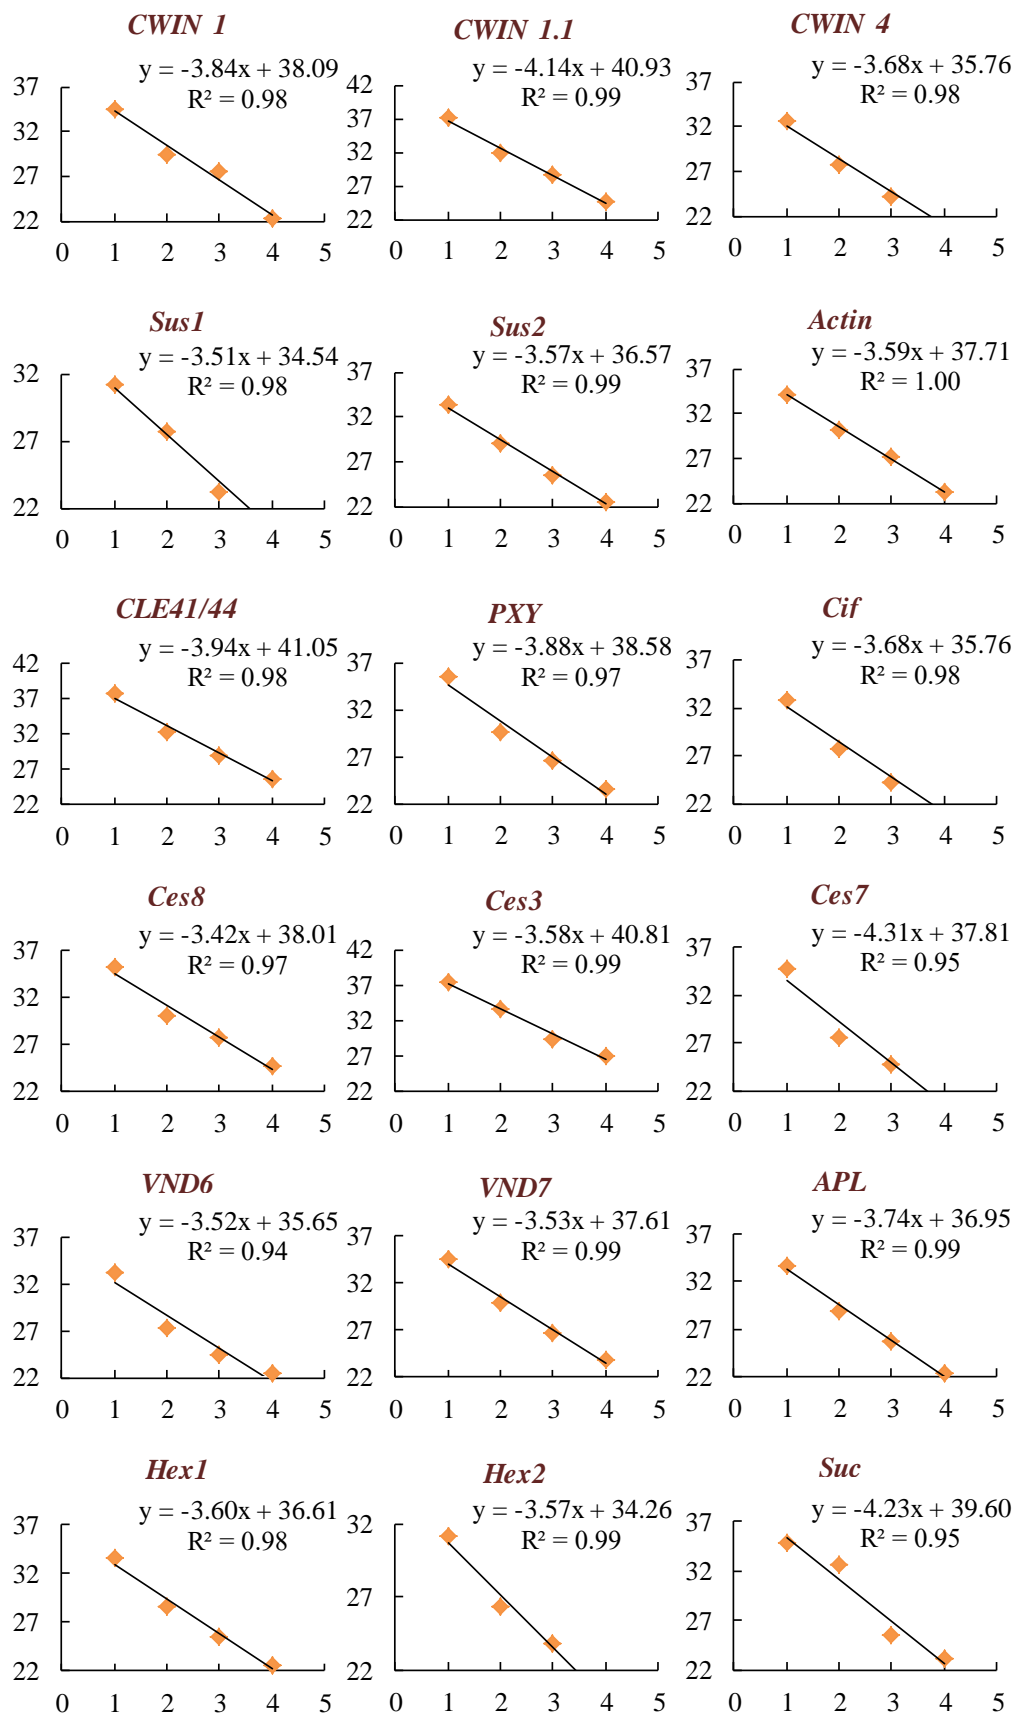 CWIN 1
y = -3.84x + 38.09
R² = 0.98
37
32
27
22
0 1 2 3 4 5
CWIN 1.1
y = -4.14x + 40.93
R² = 0.99
42
37
32
27
22
0 1 2 3 4 5
CWIN 4
y = -3.68x + 35.76
R² = 0.98
37
32
27
22
0 1 2 3 4 5
Sus1
y = -3.51x + 34.54
R² = 0.98
32
27
22
0 1 2 3 4 5
Sus2
y = -3.57x + 36.57
R² = 0.99
37
32
27
22
0 1 2 3 4 5
Actin
y = -3.59x + 37.71
R² = 1.00
37
32
27
22
0 1 2 3 4 5
CLE41/44
y = -3.94x + 41.05
R² = 0.98
42
37
32
27
22
0 1 2 3 4 5
PXY
y = -3.88x + 38.58
R² = 0.97
37
32
27
22
0 1 2 3 4 5
Cif
y = -3.68x + 35.76
R² = 0.98
37
32
27
22
0 1 2 3 4 5
Ces8
y = -3.42x + 38.01
R² = 0.97
37
32
27
22
0 1 2 3 4 5
Ces3
y = -3.58x + 40.81
R² = 0.99
42
37
32
27
22
0 1 2 3 4 5
Ces7
y = -4.31x + 37.81
R² = 0.95
37
32
27
22
0 1 2 3 4 5
VND6
y = -3.52x + 35.65
R² = 0.94
37
32
27
22
0 1 2 3 4 5
VND7
y = -3.53x + 37.61
R² = 0.99
37
32
27
22
0 1 2 3 4 5
APL
y = -3.74x + 36.95
R² = 0.99
37
32
27
22
0 1 2 3 4 5
Hex1
y = -3.60x + 36.61
R² = 0.98
37
32
27
22
0 1 2 3 4 5
Hex2
y = -3.57x + 34.26
R² = 0.99
32
27
22
0 1 2 3 4 5
Suc
y = -4.23x + 39.60
R² = 0.95
37
32
27
22
0 1 2 3 4 5